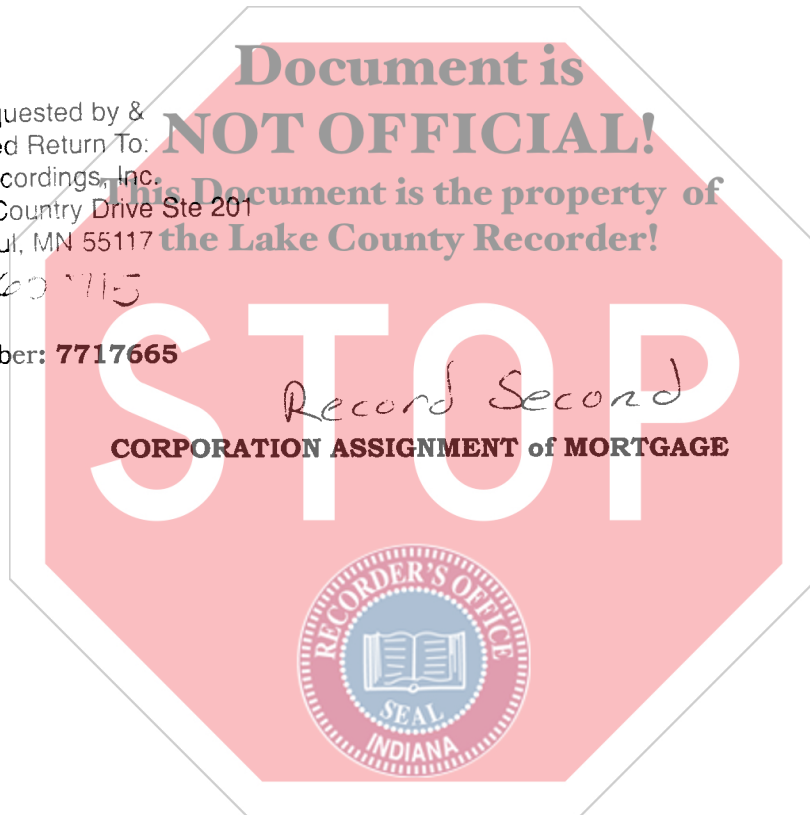 Document is
quested by &
NOT OFFICIAL!
ed Return To:
cordings, Inc.
This Document is the property of
Country Drive Ste 201
ul, MN 55117
the Lake County Recorder!
715
ber: 7717665
STOP
Record Second
CORPORATION ASSIGNMENT of MORTGAGE
RECORDER'S OFFICE
SEAL
INDIANA